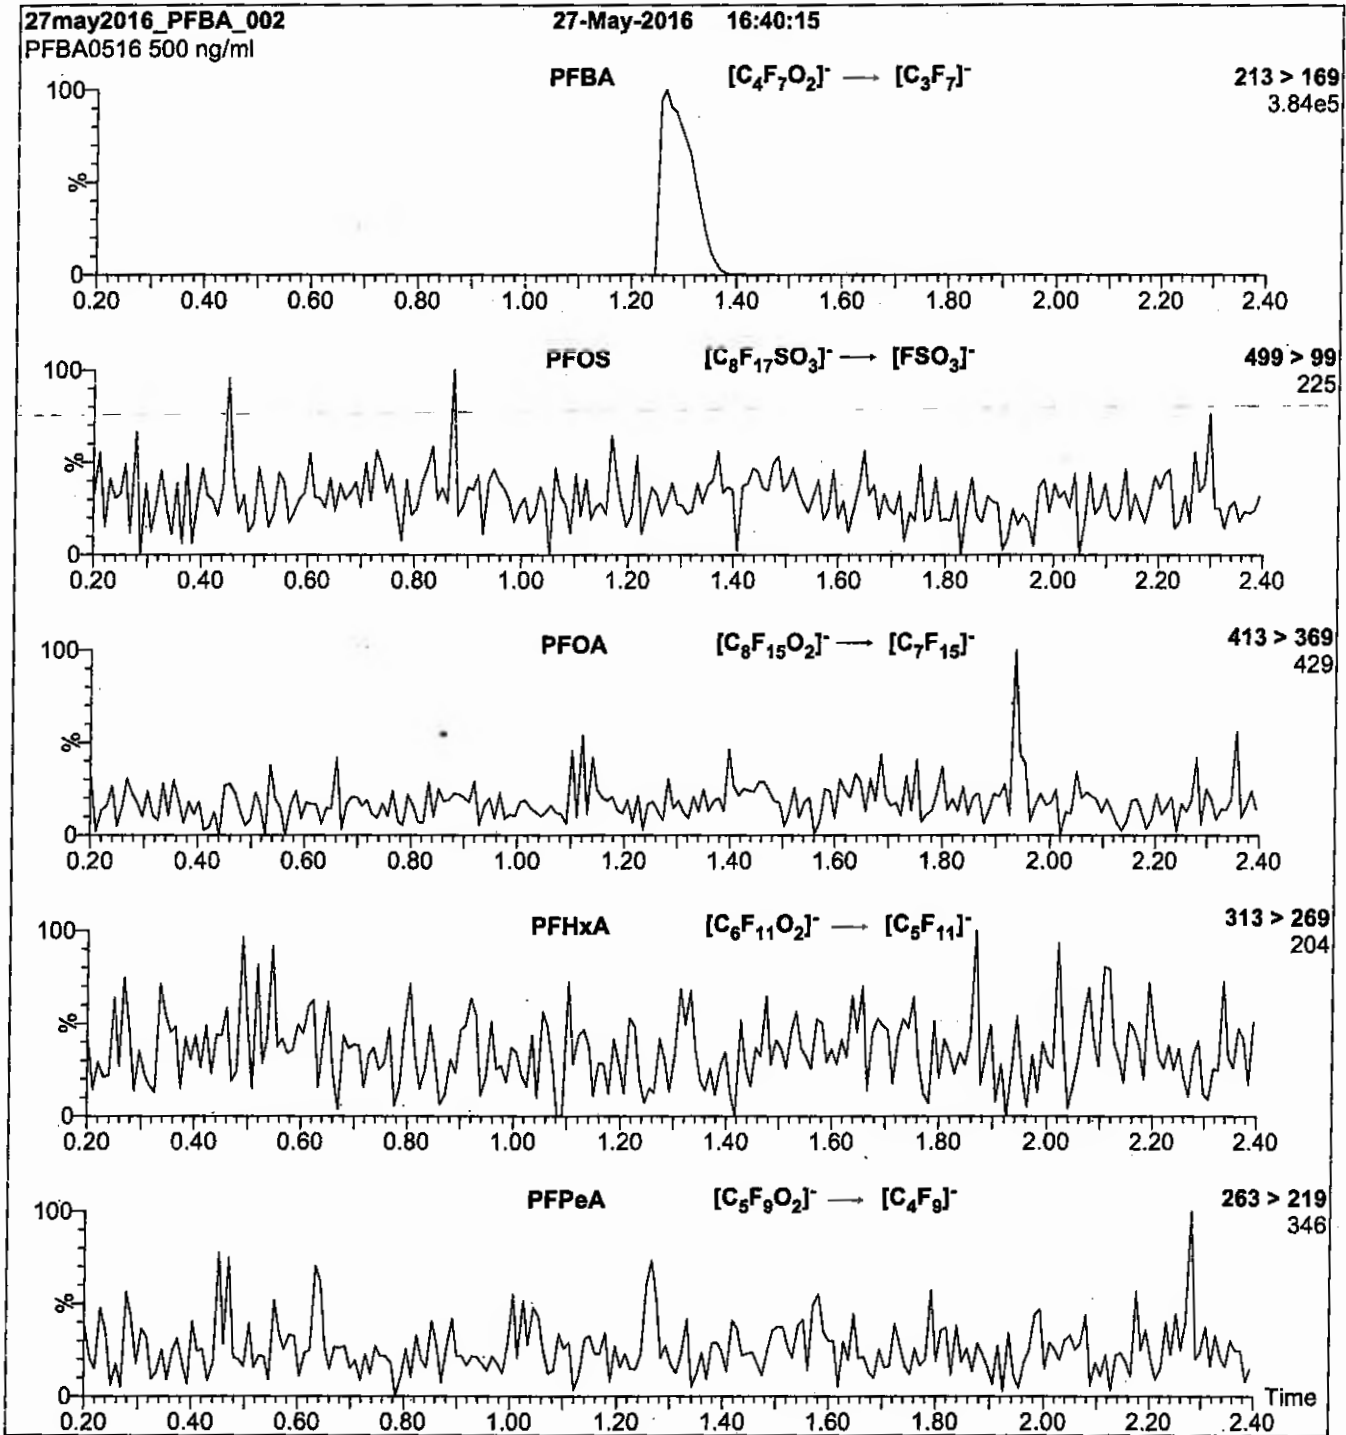 27may2016_PFBA_002 27-May-2016 16:40:15
PFBA0516 500 ng/ml
PFBA [C4F7O2]- → [C3F7]- 213 > 169
3.84e5
100
%
0
0.20 0.40 0.60 0.80 1.00 1.20 1.40 1.60 1.80 2.00 2.20 2.40
PFOS [C8F17SO3]- → [FSO3]- 499 > 99
225
100
%
0
0.20 0.40 0.60 0.80 1.00 1.20 1.40 1.60 1.80 2.00 2.20 2.40
PFOA [C8F15O2]- → [C7F15]- 413 > 369
429
100
%
0
0.20 0.40 0.60 0.80 1.00 1.20 1.40 1.60 1.80 2.00 2.20 2.40
PFHxA [C6F11O2]- → [C5F11]- 313 > 269
204
100
%
0
0.20 0.40 0.60 0.80 1.00 1.20 1.40 1.60 1.80 2.00 2.20 2.40
PFPeA [C5F9O2]- → [C4F9]- 263 > 219
346
100
%
0
Time
0.20 0.40 0.60 0.80 1.00 1.20 1.40 1.60 1.80 2.00 2.20 2.40